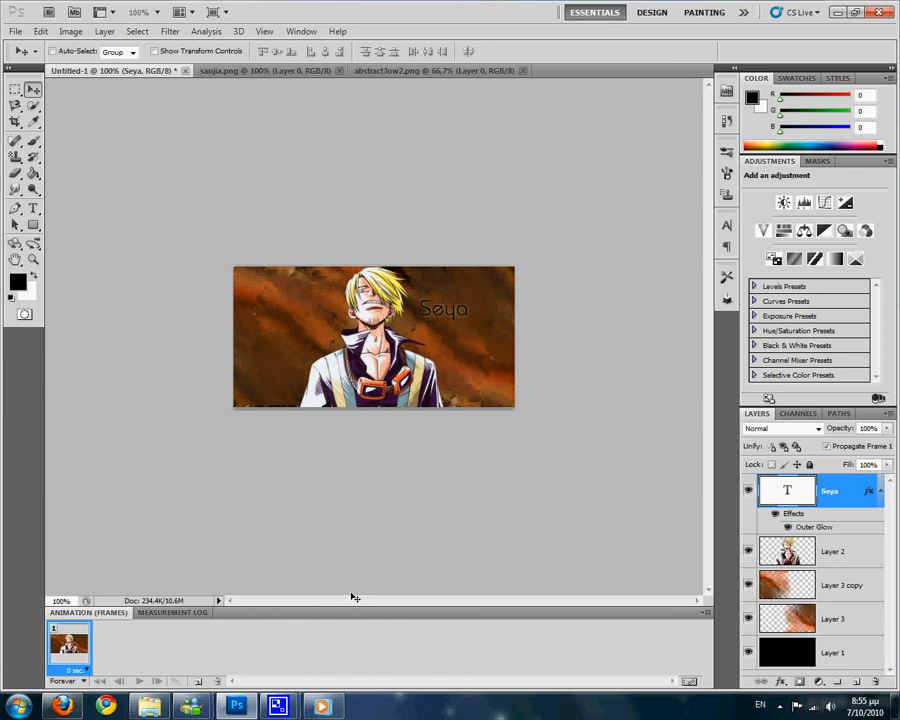 Ps Br Mb 100% ESSENTIALS DESIGN PAINTING CS Live
File Edit Image Layer Select Filter Analysis 3D View Window Help
Auto-Select: Group Show Transform Controls
Untitled-1 @ 100% (Seya, RGB/8) * sanjia.png @ 100% (Layer 0, RGB/8) abstract3ow2.png @ 66,7% (Layer 0, RGB/8)
COLOR SWATCHES STYLES
R 0
G 0
B 0
ADJUSTMENTS MASKS
Add an adjustment
Levels Presets
Curves Presets
Exposure Presets
Hue/Saturation Presets
Black & White Presets
Channel Mixer Presets
Selective Color Presets
Seya
LAYERS CHANNELS PATHS
Normal Opacity: 100%
Unify: Propagate Frame 1
Lock: Fill: 100%
T Seya fx
Effects
Outer Glow
Layer 2
Layer 3 copy
Layer 3
Layer 1
100% Doc: 234,4K/10,6M
ANIMATION (FRAMES) MEASUREMENT LOG
1
0 sec.
Forever
Ps EN 8:55 μμ
7/10/2010